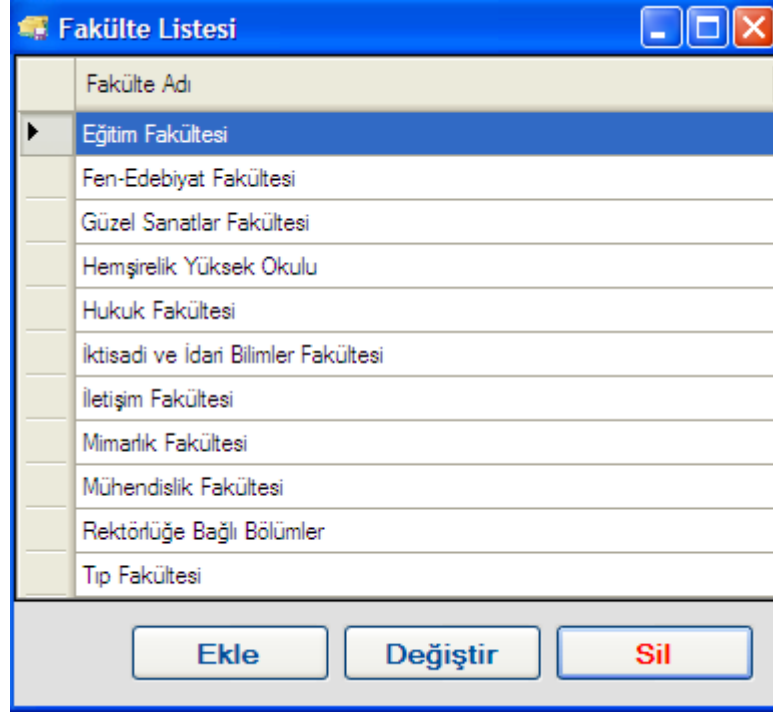 Fakülte Listesi
Fakülte Adı
Eğitim Fakültesi
Fen-Edebiyat Fakültesi
Güzel Sanatlar Fakültesi
Hemşirelik Yüksek Okulu
Hukuk Fakültesi
İktisadi ve İdari Bilimler Fakültesi
İletişim Fakültesi
Mimarlık Fakültesi
Mühendislik Fakültesi
Rektörlüğe Bağlı Bölümler
Tıp Fakültesi
Ekle Değiştir Sil